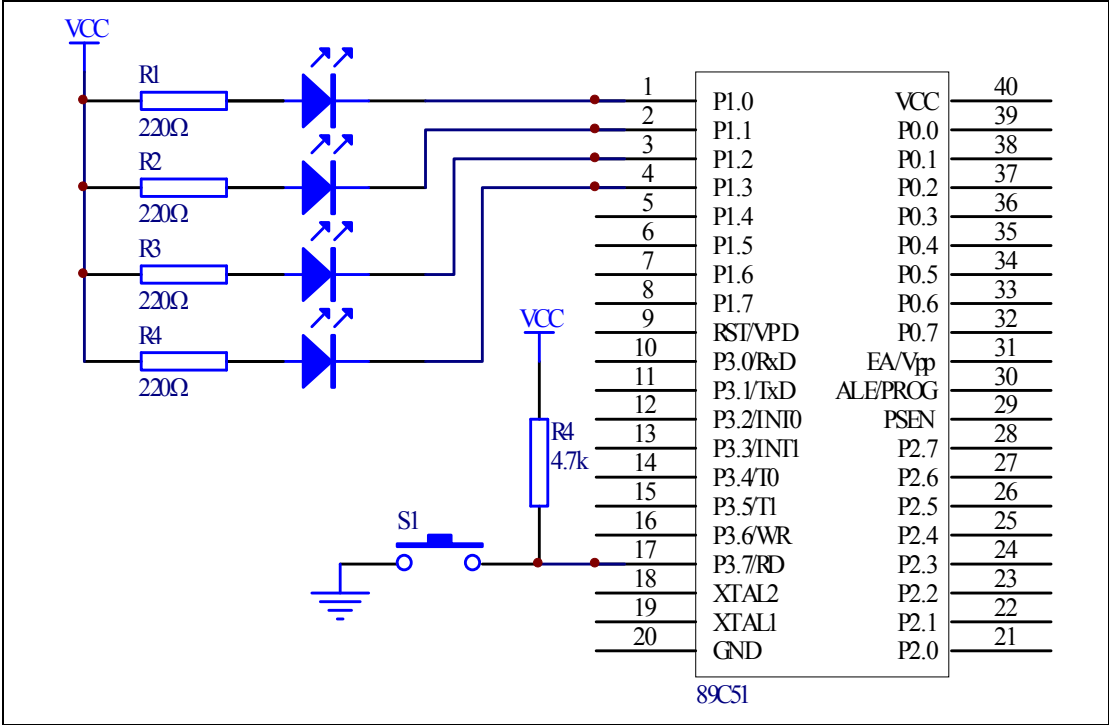 VCC
R1
220Ω
R2
220Ω
R3
220Ω
R4
220Ω
VCC
R4
4.7k
S1
1 P1.0 VCC 40
2 P1.1 P0.0 39
3 P1.2 P0.1 38
4 P1.3 P0.2 37
5 P1.4 P0.3 36
6 P1.5 P0.4 35
7 P1.6 P0.5 34
8 P1.7 P0.6 33
9 RST/VPD P0.7 32
10 P3.0/RxD EA/Vpp 31
11 P3.1/TxD ALE/PROG 30
12 P3.2/INT0 PSEN 29
13 P3.3/INT1 P2.7 28
14 P3.4/T0 P2.6 27
15 P3.5/T1 P2.5 26
16 P3.6/WR P2.4 25
17 P3.7/RD P2.3 24
18 XTAL2 P2.2 23
19 XTAL1 P2.1 22
20 GND P2.0 21
89C51